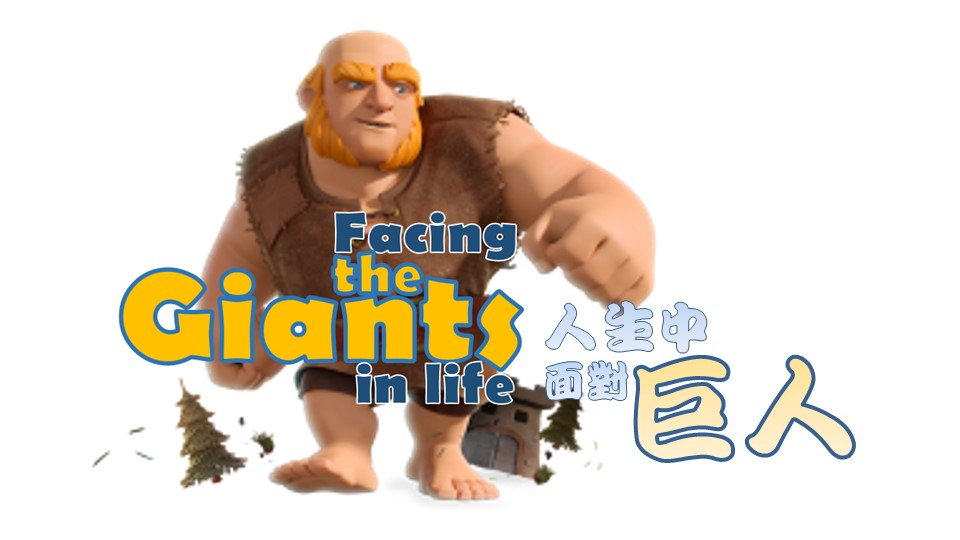 Facing
the
Giants
in life
人生中
面對巨人